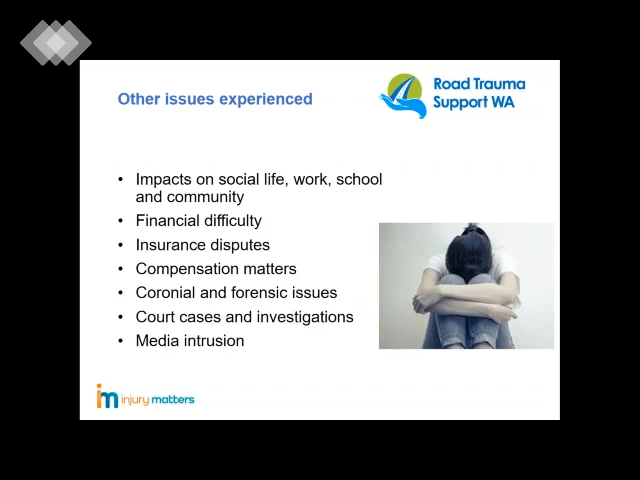 Other issues experienced
Road Trauma
Support WA
• Impacts on social life, work, school
and community
• Financial difficulty
• Insurance disputes
• Compensation matters
• Coronial and forensic issues
• Court cases and investigations
• Media intrusion
im injury matters